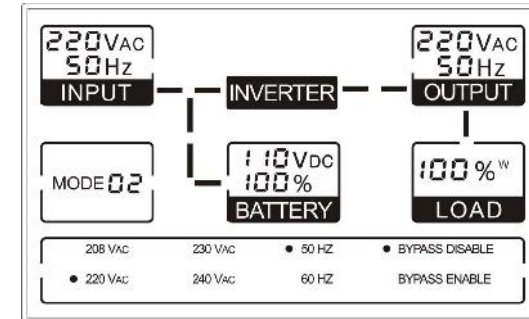 220VAC 220VAC
50Hz 50Hz
INPUT INVERTER OUTPUT
MODE 02 110VDC 100%W
100%
BATTERY LOAD
208 VAC 230 VAC • 50 HZ • BYPASS DISABLE
• 220 VAC 240 VAC 60 HZ BYPASS ENABLE